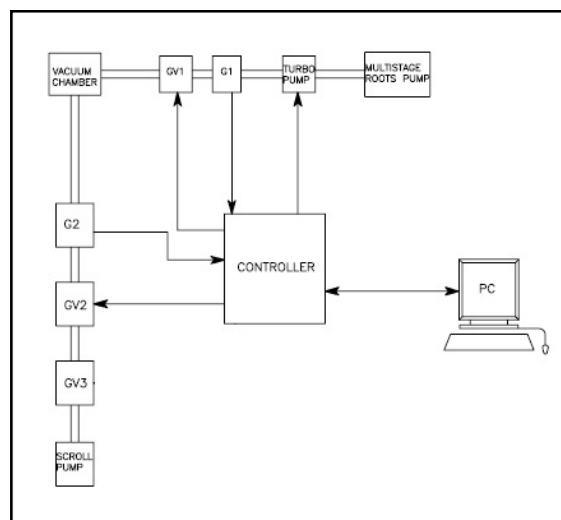 VACUUM
CHAMBER
GV1
G1
TURBO
PUMP
MULTISTAGE
ROOTS PUMP
G2
CONTROLLER
PC
GV2
GV3
SCROLL
PUMP